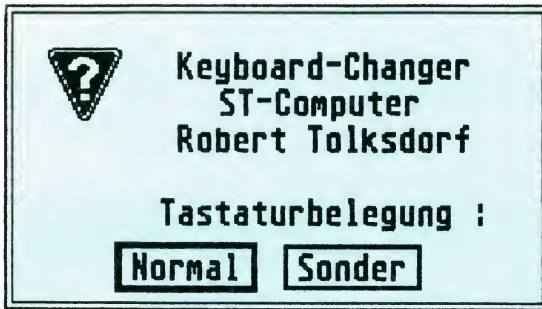 ?
Keyboard-Changer
ST-Computer
Robert Tolksdorf
Tastaturbelegung :
Normal Sonder